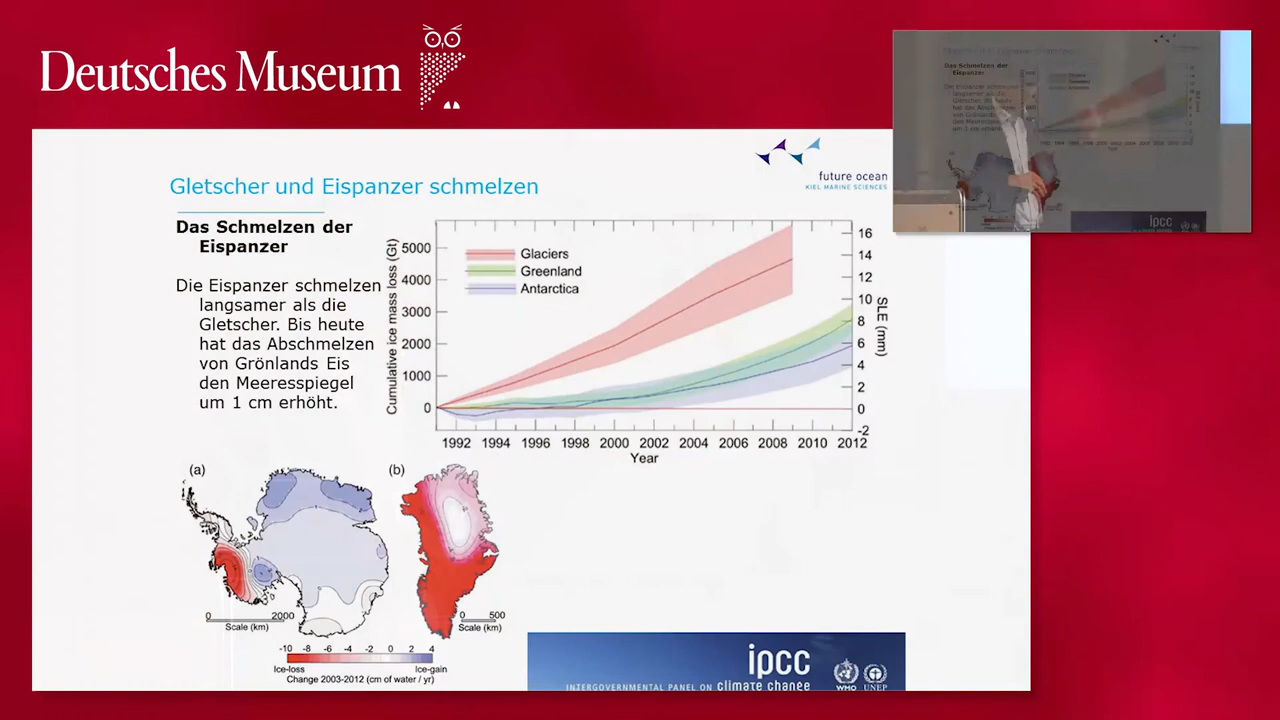 Deutsches Museum
future ocean
KIEL MARINE SCIENCES
Gletscher und Eispanzer schmelzen
Das Schmelzen der
Eispanzer
Die Eispanzer schmelzen
langsamer als die
Gletscher. Bis heute
hat das Abschmelzen
von Grönlands Eis
den Meeresspiegel
um 1 cm erhöht.
Cumulative ice mass loss (Gt)
5000
4000
3000
2000
1000
0
Glaciers
Greenland
Antarctica
16
14
12
10
8
6
4
2
0
-2
SLE (mm)
1992 1994 1996 1998 2000 2002 2004 2006 2008 2010 2012
Year
(a)
(b)
0 2000
Scale (km)
0 500
Scale (km)
-10 -8 -6 -4 -2 0 2 4
Ice-loss Ice-gain
Change 2003-2012 (cm of water / yr)
ipcc
INTERGOVERNMENTAL PANEL ON climate change
WMO UNEP
Das Schmelzen der
Eispanzer
ipcc